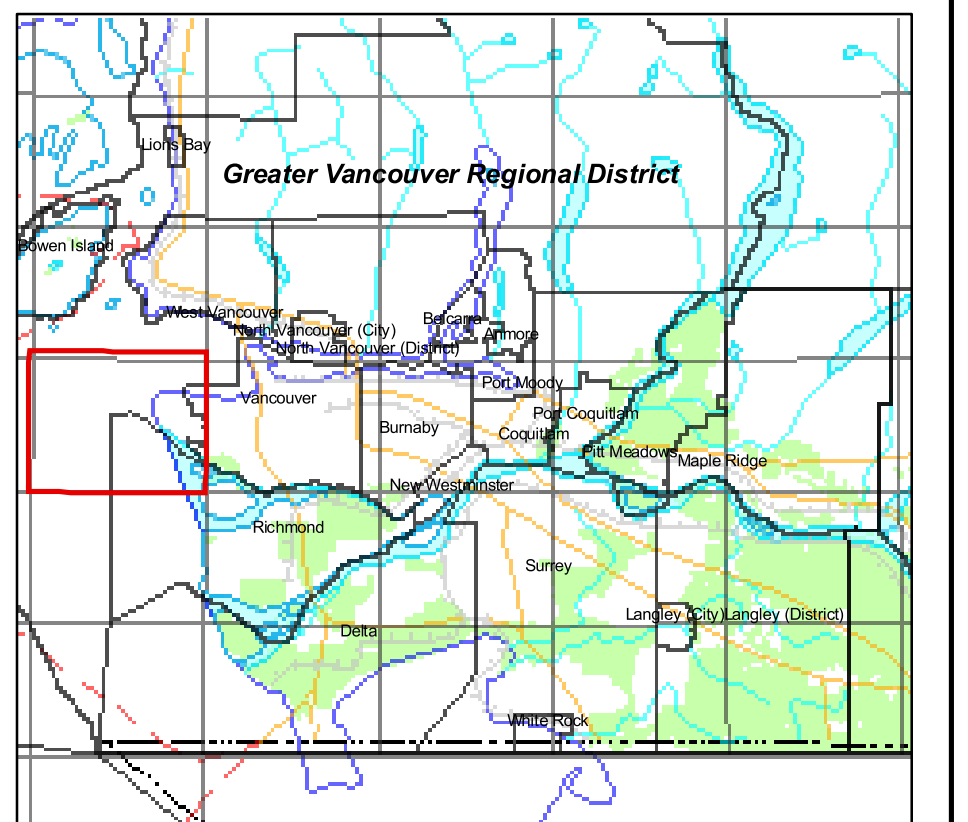 Lions Bay
Greater Vancouver Regional District
Bowen Island
West Vancouver
Belcarra
North Vancouver (City)
Anmore
North Vancouver (District)
Port Moody
Vancouver
Port Coquitlam
Burnaby
Coquitlam
Pitt Meadows
Maple Ridge
New Westminster
Richmond
Surrey
Langley (City)
Langley (District)
Delta
White Rock